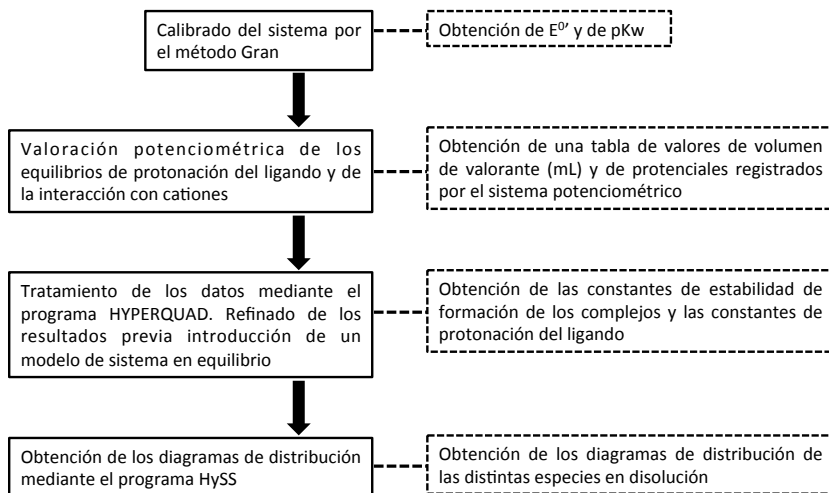 Calibrado del sistema por
el método Gran
Obtención de E⁰’ y de pKw
Valoración potenciométrica de los
equilibrios de protonación del ligando y de
la interacción con cationes
Obtención de una tabla de valores de volumen
de valorante (mL) y de potenciales registrados
por el sistema potenciométrico
Tratamiento de los datos mediante el
programa HYPERQUAD. Refinado de los
resultados previa introducción de un
modelo de sistema en equilibrio
Obtención de las constantes de estabilidad de
formación de los complejos y las constantes de
protonación del ligando
Obtención de los diagramas de distribución
mediante el programa HySS
Obtención de los diagramas de distribución de
las distintas especies en disolución